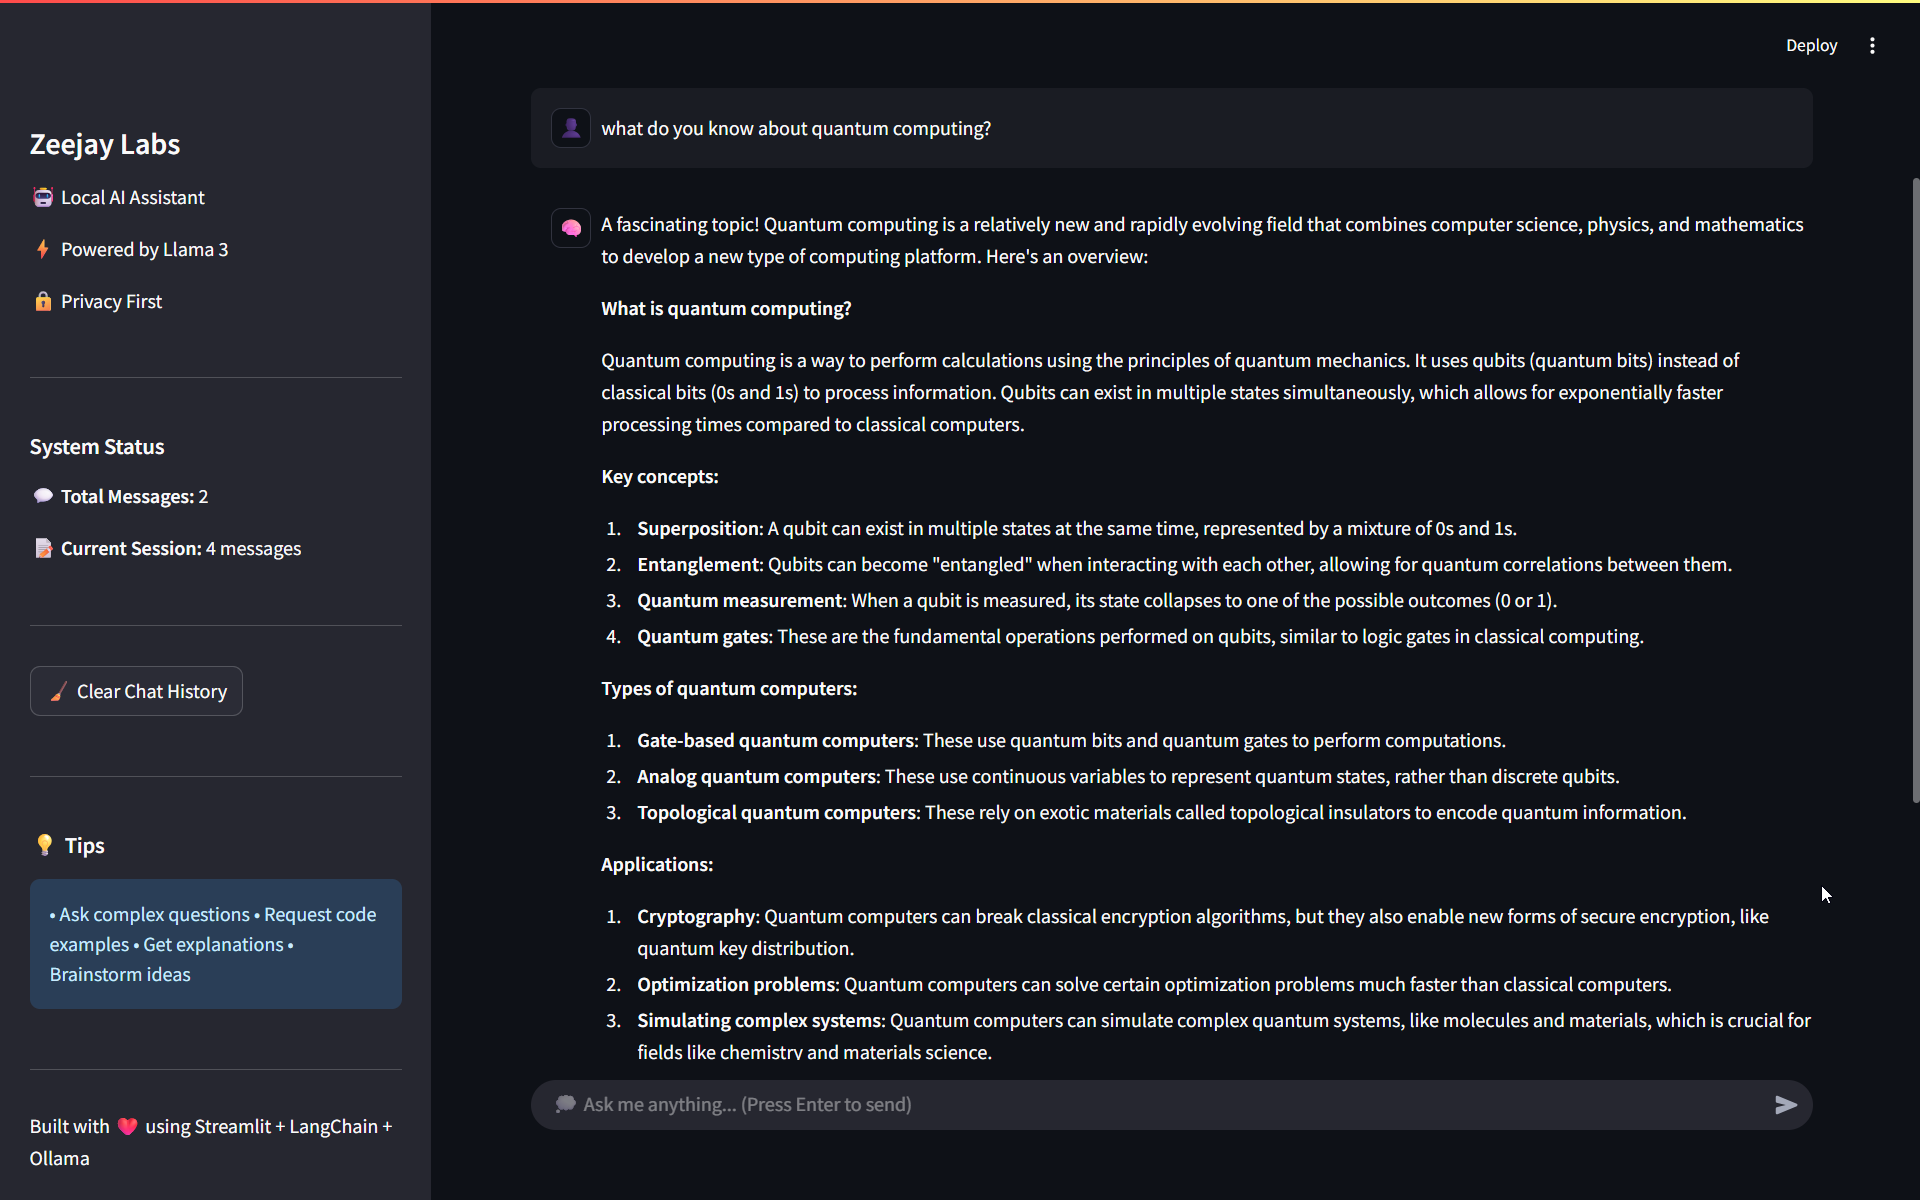 Deploy
Zeejay Labs
Local AI Assistant
Powered by Llama 3
Privacy First
System Status
Total Messages: 2
Current Session: 4 messages
Clear Chat History
Tips
• Ask complex questions • Request code
examples • Get explanations •
Brainstorm ideas
Built with ❤️ using Streamlit + LangChain +
Ollama
what do you know about quantum computing?
A fascinating topic! Quantum computing is a relatively new and rapidly evolving field that combines computer science, physics, and mathematics
to develop a new type of computing platform. Here's an overview:
What is quantum computing?
Quantum computing is a way to perform calculations using the principles of quantum mechanics. It uses qubits (quantum bits) instead of
classical bits (0s and 1s) to process information. Qubits can exist in multiple states simultaneously, which allows for exponentially faster
processing times compared to classical computers.
Key concepts:
1. Superposition: A qubit can exist in multiple states at the same time, represented by a mixture of 0s and 1s.
2. Entanglement: Qubits can become "entangled" when interacting with each other, allowing for quantum correlations between them.
3. Quantum measurement: When a qubit is measured, its state collapses to one of the possible outcomes (0 or 1).
4. Quantum gates: These are the fundamental operations performed on qubits, similar to logic gates in classical computing.
Types of quantum computers:
1. Gate-based quantum computers: These use quantum bits and quantum gates to perform computations.
2. Analog quantum computers: These use continuous variables to represent quantum states, rather than discrete qubits.
3. Topological quantum computers: These rely on exotic materials called topological insulators to encode quantum information.
Applications:
1. Cryptography: Quantum computers can break classical encryption algorithms, but they also enable new forms of secure encryption, like
quantum key distribution.
2. Optimization problems: Quantum computers can solve certain optimization problems much faster than classical computers.
3. Simulating complex systems: Quantum computers can simulate complex quantum systems, like molecules and materials, which is crucial for
fields like chemistry and materials science.
Ask me anything... (Press Enter to send)